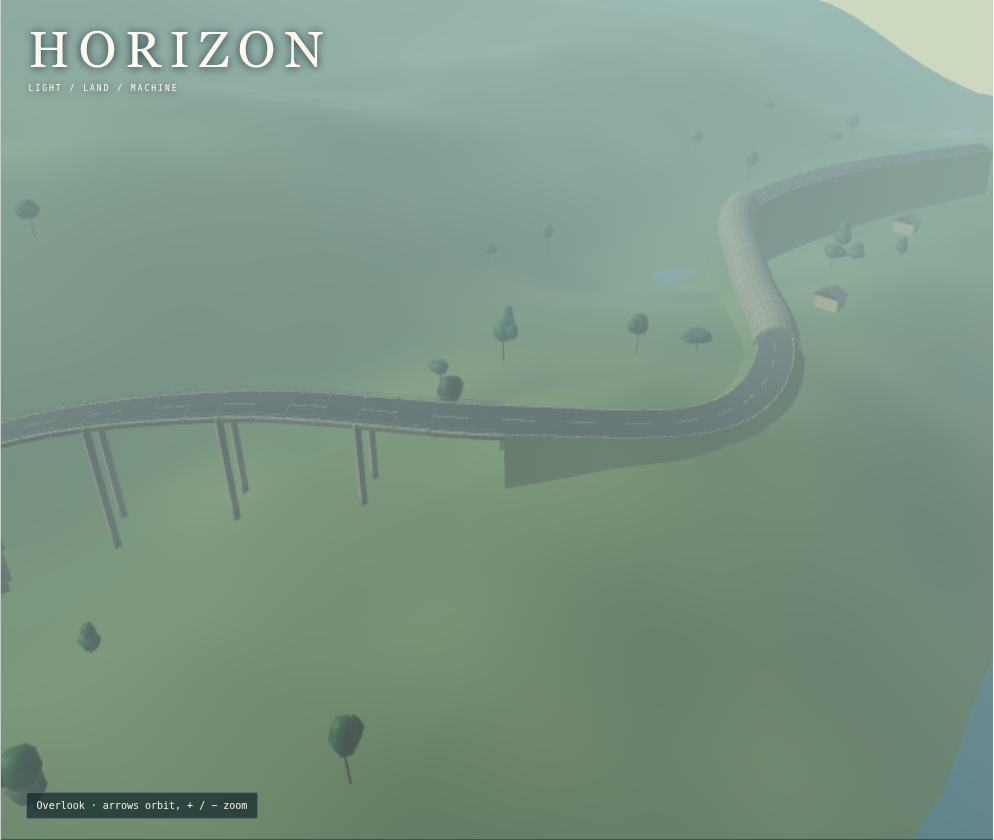 HORIZON
LIGHT / LAND / MACHINE
Overlook · arrows orbit, + / − zoom